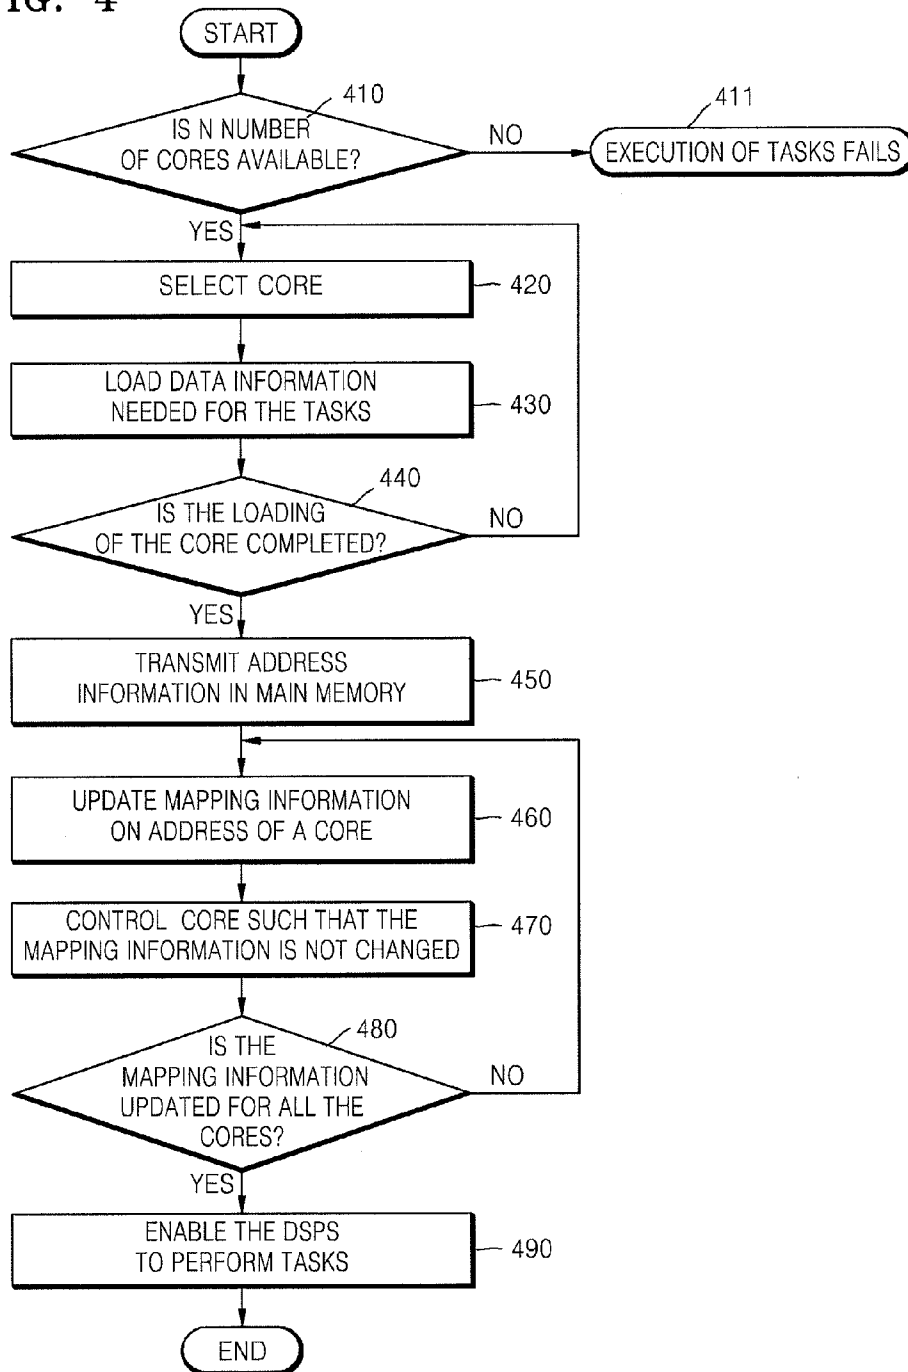 FIG. 4
START
410
IS N NUMBER
OF CORES AVAILABLE?
NO
411
EXECUTION OF TASKS FAILS
YES
SELECT CORE
420
LOAD DATA INFORMATION
NEEDED FOR THE TASKS
430
440
IS THE LOADING
OF THE CORE COMPLETED?
NO
YES
TRANSMIT ADDRESS
INFORMATION IN MAIN MEMORY
450
UPDATE MAPPING INFORMATION
ON ADDRESS OF A CORE
460
CONTROL CORE SUCH THAT THE
MAPPING INFORMATION IS NOT CHANGED
470
480
IS THE
MAPPING INFORMATION
UPDATED FOR ALL THE
CORES?
NO
YES
ENABLE THE DSPS
TO PERFORM TASKS
490
END